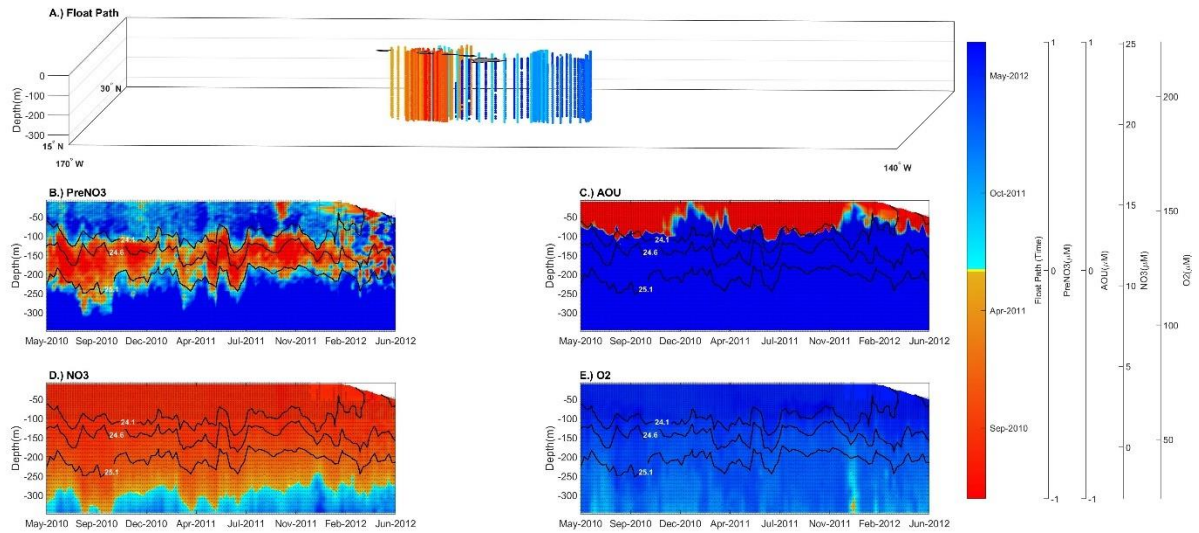 A.) Float Path
Depth(m)
0
-100
-200
-300
30° N
15° N
170° W
140° W
B.) PreNO3
Depth(m)
-50
-100
-150
-200
-250
-300
24.6
May-2010 Sep-2010 Dec-2010 Apr-2011 Jul-2011 Nov-2011 Feb-2012 Jun-2012
C.) AOU
Depth(m)
-50
-100
-150
-200
-250
-300
24.1
24.6
25.1
May-2010 Sep-2010 Dec-2010 Apr-2011 Jul-2011 Nov-2011 Feb-2012 Jun-2012
D.) NO3
Depth(m)
-50
-100
-150
-200
-250
-300
24.1
24.6
25.1
May-2010 Sep-2010 Dec-2010 Apr-2011 Jul-2011 Nov-2011 Feb-2012 Jun-2012
E.) O2
Depth(m)
-50
-100
-150
-200
-250
-300
24.1
24.6
25.1
May-2010 Sep-2010 Dec-2010 Apr-2011 Jul-2011 Nov-2011 Feb-2012 Jun-2012
May-2012
Oct-2011
Apr-2011
Sep-2010
Float Path (Time)
1
0
-1
PreNO3(μM)
1
0
-1
AOU(μM)
25
20
15
10
5
0
NO3(μM)
200
150
100
50
O2(μM)